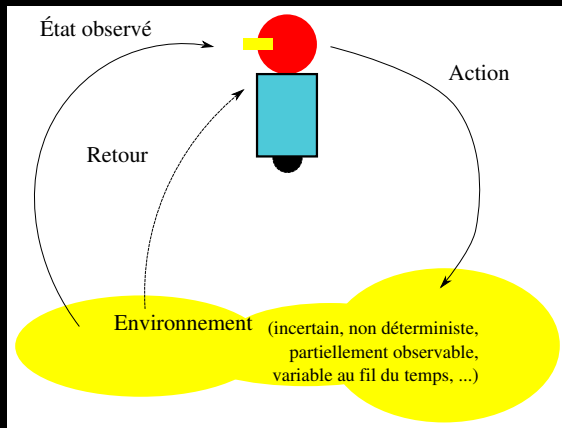 État observé
Action
Retour
Environnement
(incertain, non déterministe,
partiellement observable,
variable au fil du temps, ...)